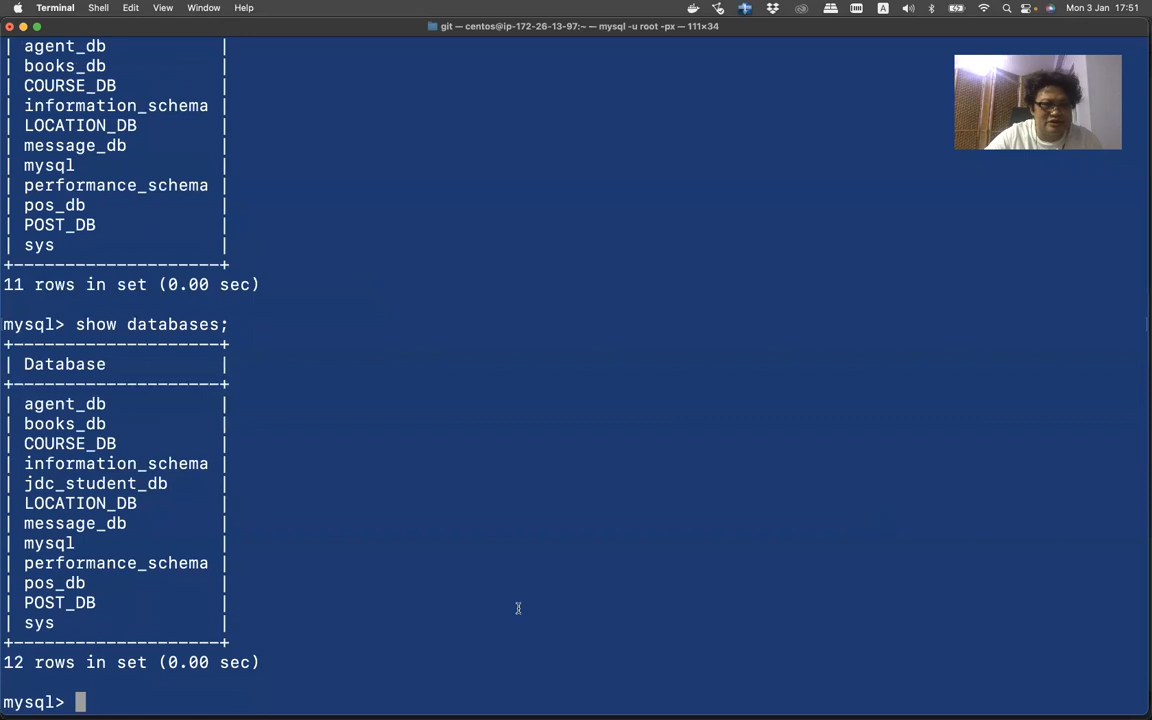 Terminal Shell Edit View Window Help A Mon 3 Jan 17:51
git — centos@ip-172-26-13-97:~ — mysql -u root -px — 111×34
| agent_db |
| books_db |
| COURSE_DB |
| information_schema |
| LOCATION_DB |
| message_db |
| mysql |
| performance_schema |
| pos_db |
| POST_DB |
| sys |
+--------------------+
11 rows in set (0.00 sec)
mysql> show databases;
+--------------------+
| Database |
+--------------------+
| agent_db |
| books_db |
| COURSE_DB |
| information_schema |
| jdc_student_db |
| LOCATION_DB |
| message_db |
| mysql |
| performance_schema |
| pos_db |
| POST_DB |
| sys |
+--------------------+
12 rows in set (0.00 sec)
mysql>